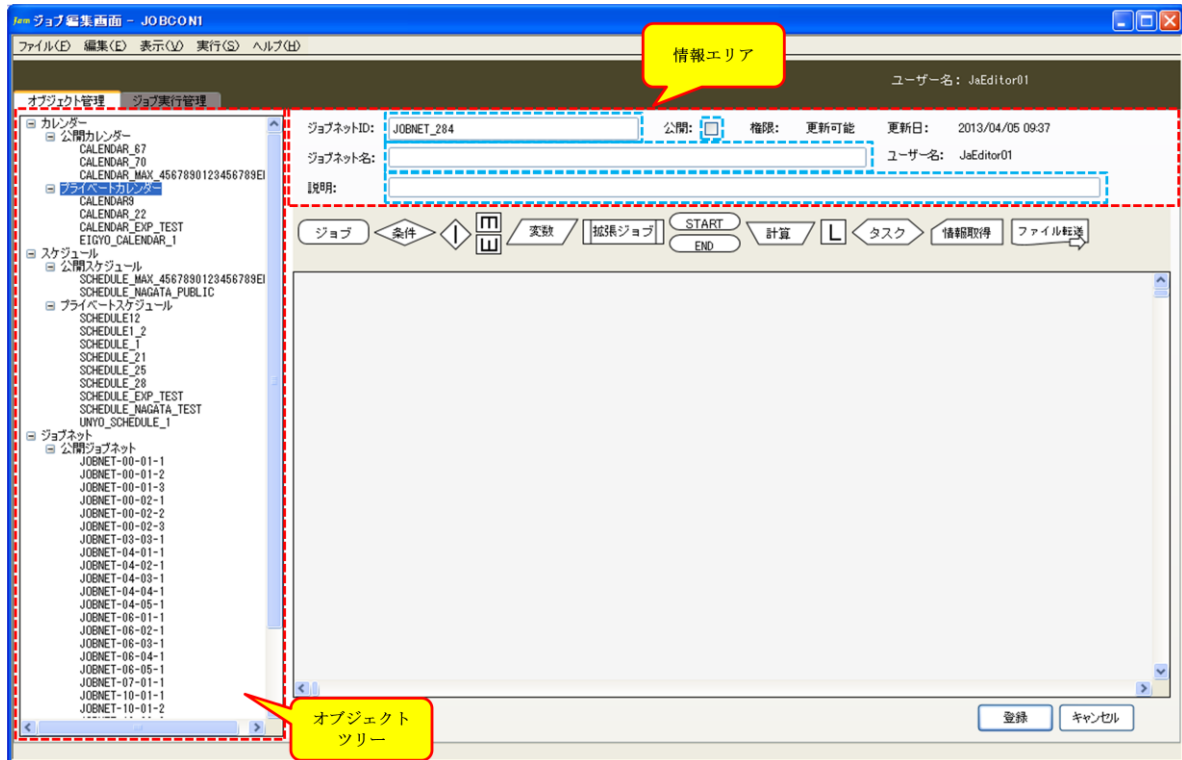 Jam ジョブ編集画面 - JOBCON1
ファイル(F) 編集(E) 表示(V) 実行(S) ヘルプ(H)
情報エリア
ユーザー名: JaEditor01
オブジェクト管理 ジョブ実行管理
カレンダー
公開カレンダー
CALENDAR_67
CALENDAR_70
CALENDAR_MAX_4567890123456789EI
プライベートカレンダー
CALENDAR9
CALENDAR_22
CALENDAR_EXP_TEST
EIGYO_CALENDAR_1
スケジュール
公開スケジュール
SCHEDULE_MAX_4567890123456789EI
SCHEDULE_NAGATA_PUBLIC
プライベートスケジュール
SCHEDULE12
SCHEDULE1_2
SCHEDULE_1
SCHEDULE_21
SCHEDULE_25
SCHEDULE_28
SCHEDULE_EXP_TEST
SCHEDULE_NAGATA_TEST
UNYO_SCHEDULE_1
ジョブネット
公開ジョブネット
JOBNET-00-01-1
JOBNET-00-01-2
JOBNET-00-01-3
JOBNET-00-02-1
JOBNET-00-02-2
JOBNET-00-02-3
JOBNET-03-03-1
JOBNET-04-01-1
JOBNET-04-02-1
JOBNET-04-03-1
JOBNET-04-04-1
JOBNET-04-05-1
JOBNET-06-01-1
JOBNET-06-02-1
JOBNET-06-03-1
JOBNET-06-04-1
JOBNET-06-05-1
JOBNET-07-01-1
JOBNET-10-01-1
JOBNET-10-01-2
オブジェクト
ツリー
ジョブネットID: JOBNET_284 公開: 権限: 更新可能 更新日: 2013/04/05 09:37
ジョブネット名: ユーザー名: JaEditor01
説明:
ジョブ 条件 変数 拡張ジョブ START END 計算 L タスク 情報取得 ファイル転送
登録 キャンセル